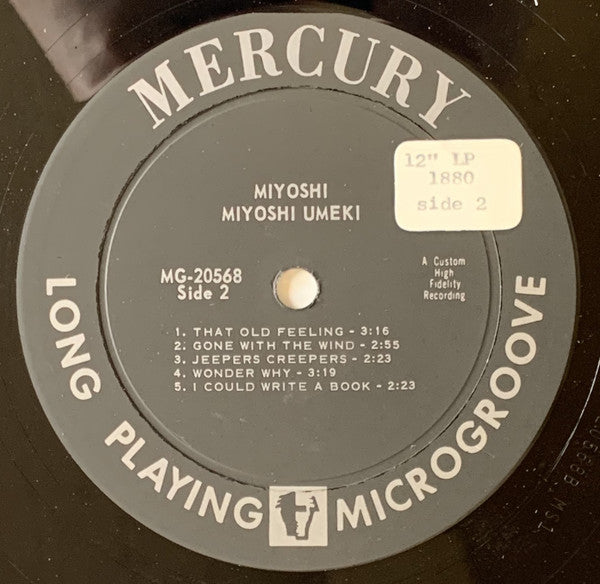 MERCURY
12" LP
1880
side 2
MIYOSHI
MIYOSHI UMEKI
MG-20568
Side 2
A Custom
High
Fidelity
Recording
1. THAT OLD FEELING - 3:16
2: GONE WITH THE WIND - 2:55
3: JEEPERS CREEPERS - 2:23
4. WONDER WHY - 3:19
5. I COULD WRITE A BOOK - 2:23
LONG PLAYING MICROGROOVE